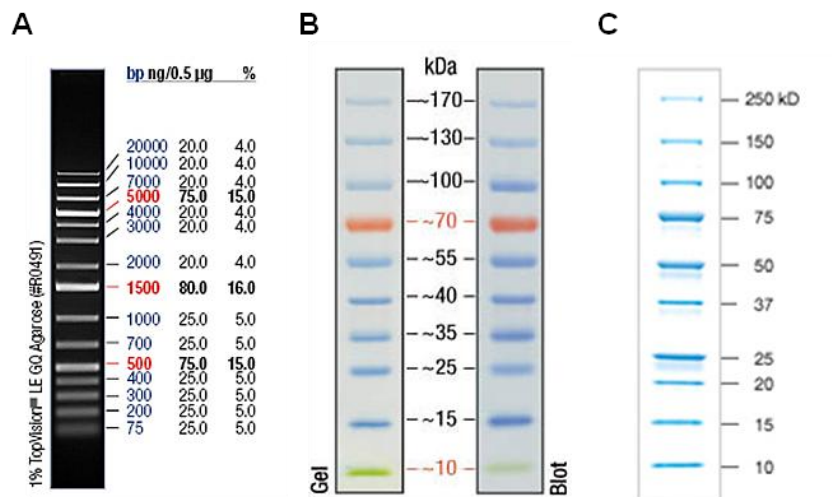 A
bp ng/0.5 µg %
20000 20.0 4.0
10000 20.0 4.0
7000 20.0 4.0
5000 75.0 15.0
4000 20.0 4.0
3000 20.0 4.0
2000 20.0 4.0
1500 80.0 16.0
1000 25.0 5.0
700 25.0 5.0
500 75.0 15.0
400 25.0 5.0
300 25.0 5.0
200 25.0 5.0
75 25.0 5.0
1% TopVision™ LE GQ Agarose (#R0491)
B
kDa
~170
~130
~100
~70
~55
~40
~35
~25
~15
~10
Gel
Blot
C
250 kD
150
100
75
50
37
25
20
15
10